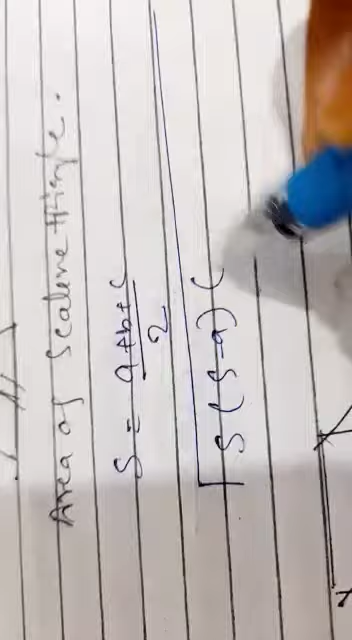 Area of Scalene triangle.
S = a+b+c/2
√S(S-a)(